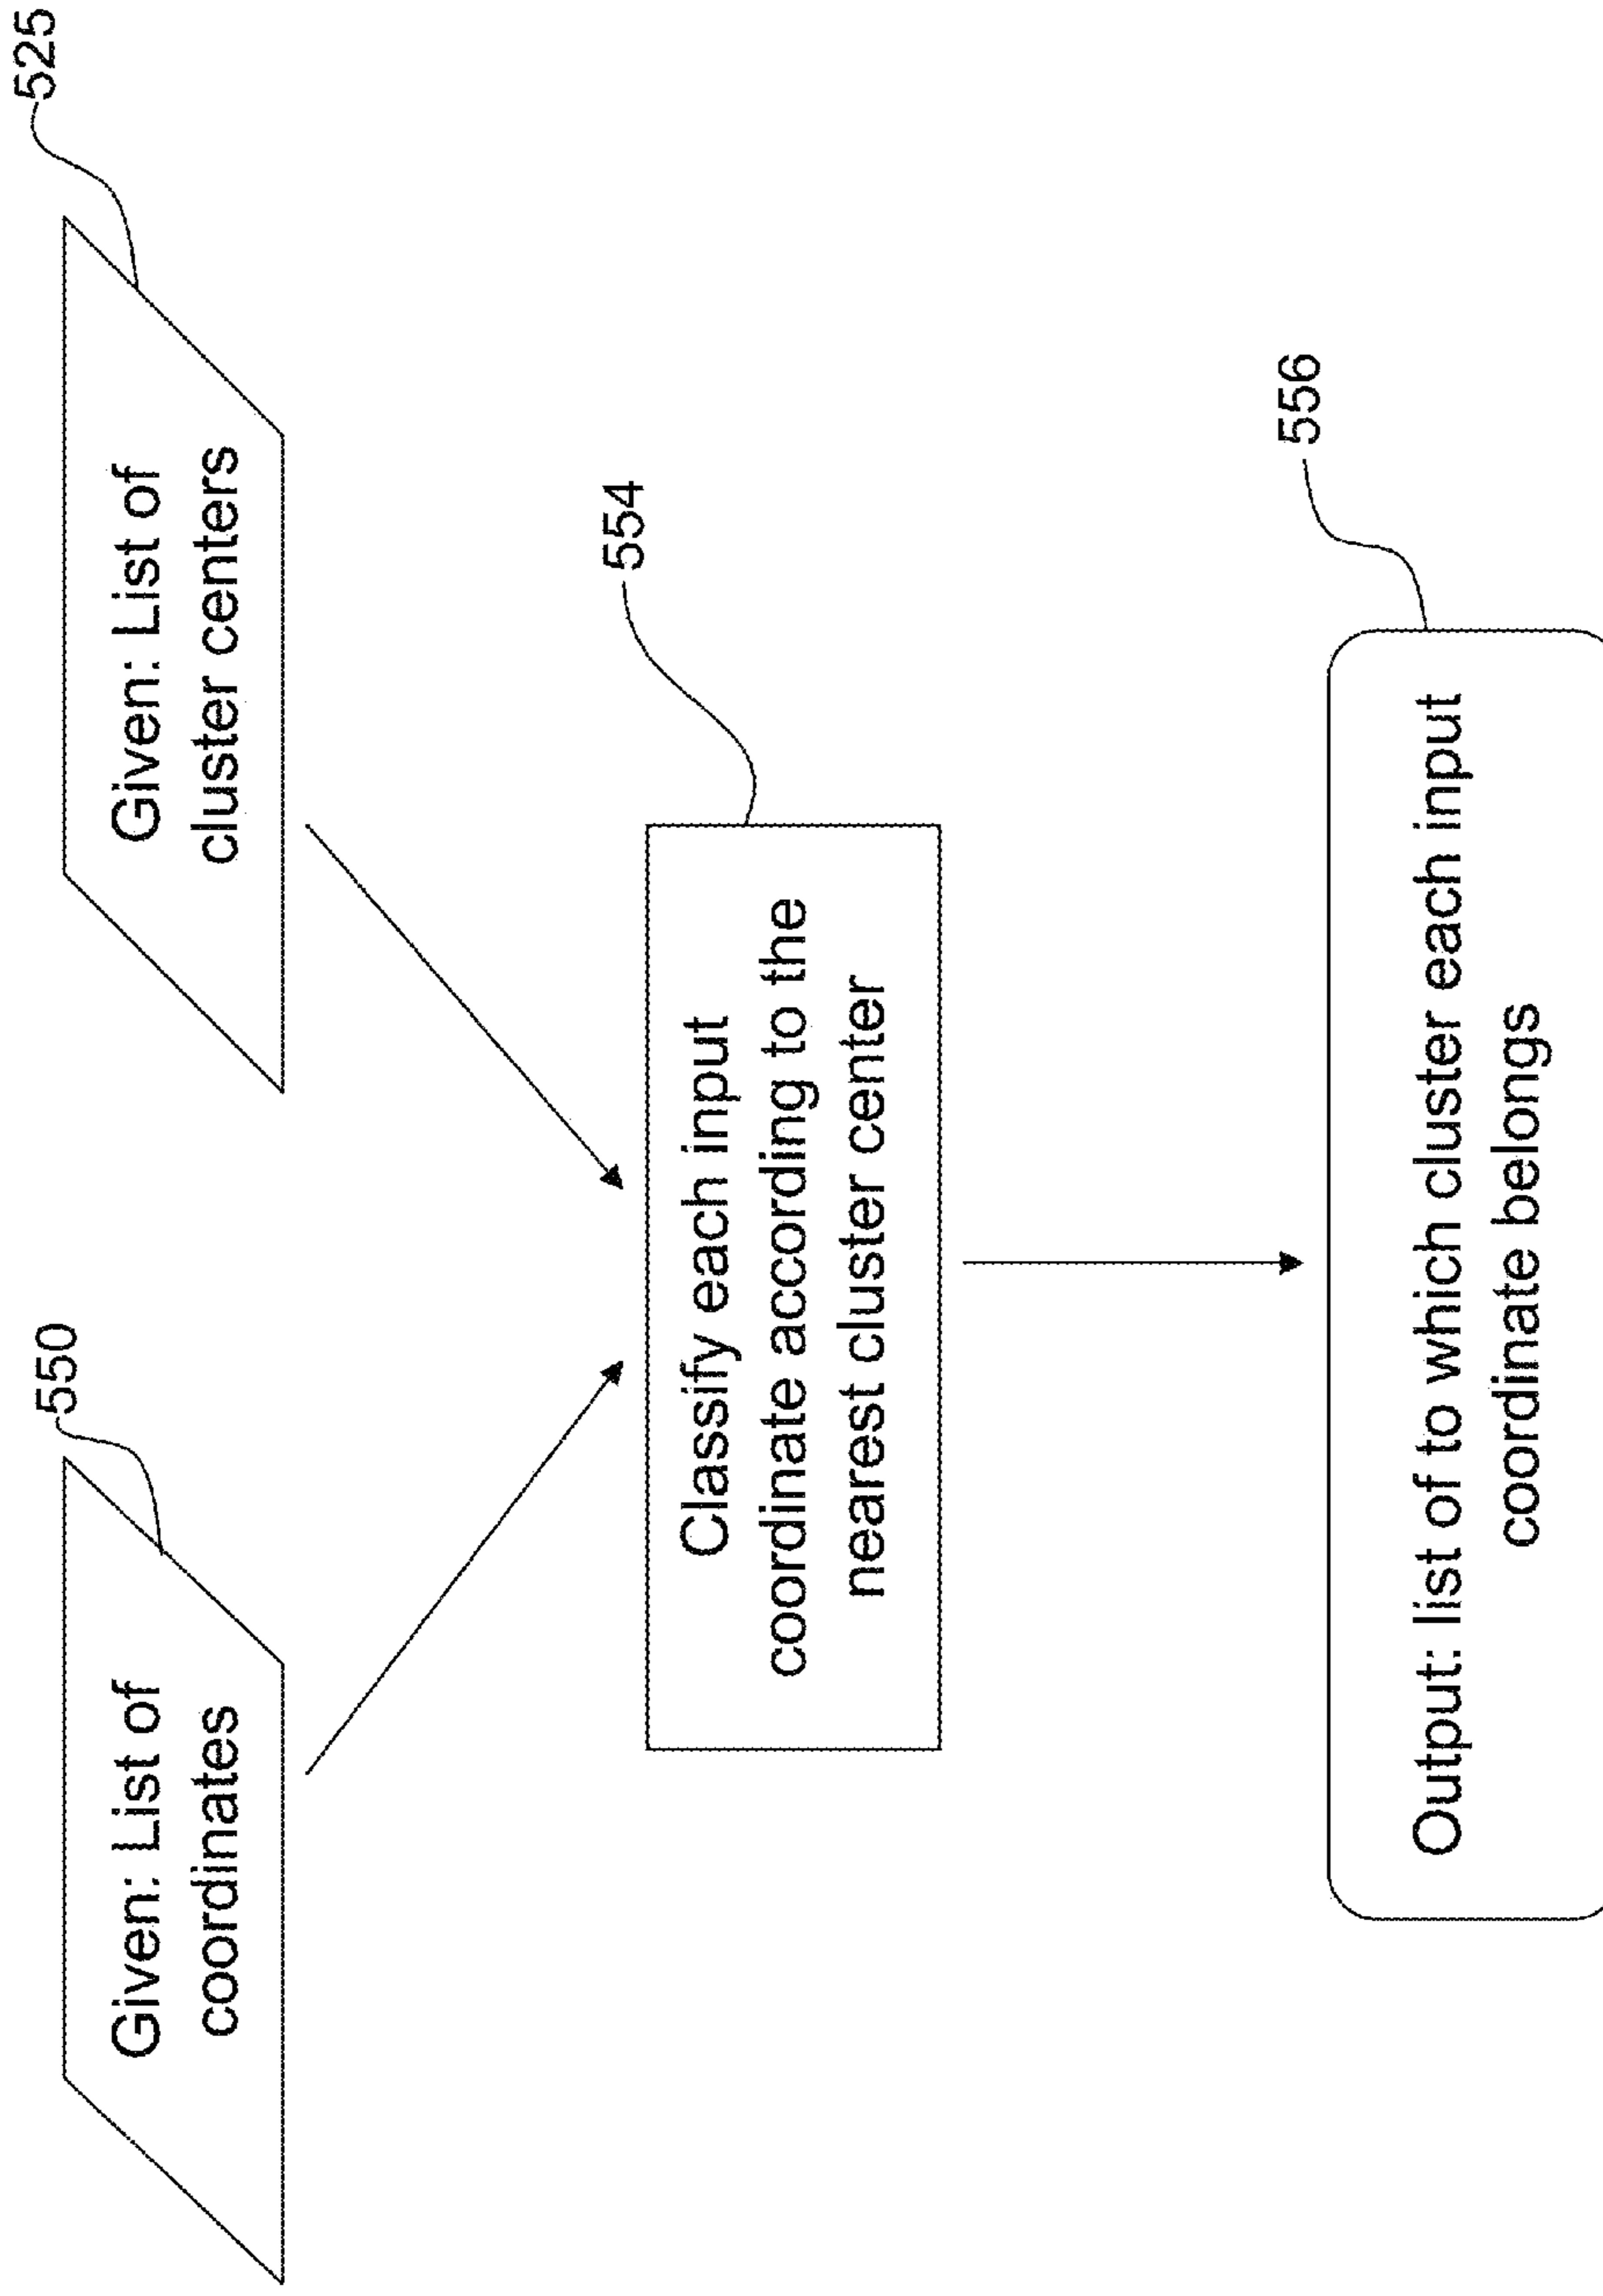 550
Given: List of
coordinates
525
Given: List of
cluster centers
554
Classify each input
coordinate according to the
nearest cluster center
556
Output: list of to which cluster each input
coordinate belongs